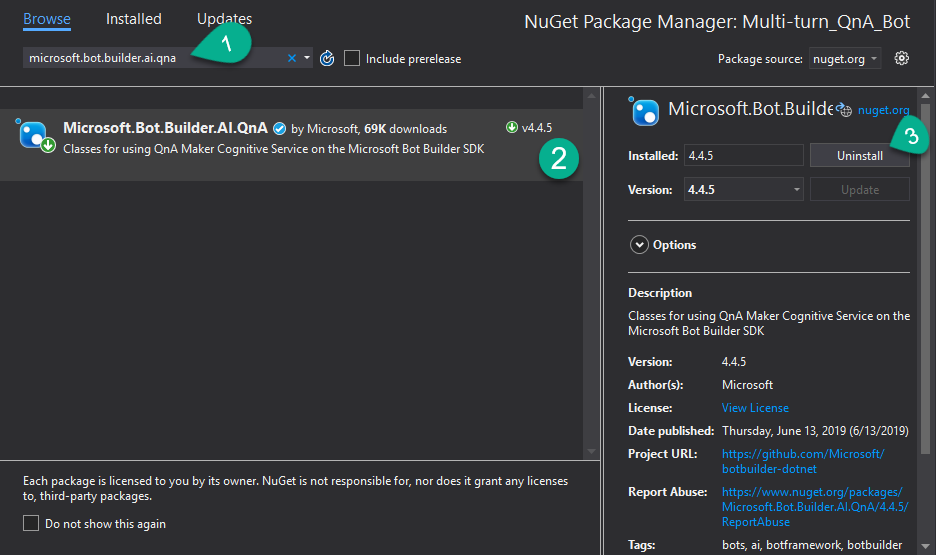 Browse Installed Updates
NuGet Package Manager: Multi-turn_QnA_Bot
1
microsoft.bot.builder.ai.qna
Include prerelease
Package source: nuget.org
Microsoft.Bot.Builder.AI.QnA by Microsoft, 69K downloads
v4.4.5
Classes for using QnA Maker Cognitive Service on the Microsoft Bot Builder SDK
2
Each package is licensed to you by its owner. NuGet is not responsible for, nor does it grant any licenses
to, third-party packages.
Do not show this again
Microsoft.Bot.Builde
nuget.org
3
Installed: 4.4.5 Uninstall
Version: 4.4.5 Update
Options
Description
Classes for using QnA Maker Cognitive Service on the
Microsoft Bot Builder SDK
Version: 4.4.5
Author(s): Microsoft
License: View License
Date published: Thursday, June 13, 2019 (6/13/2019)
Project URL: https://github.com/Microsoft/
botbuilder-dotnet
Report Abuse: https://www.nuget.org/packages/
Microsoft.Bot.Builder.AI.QnA/4.4.5/
ReportAbuse
Tags: bots, ai, botframework, botbuilder